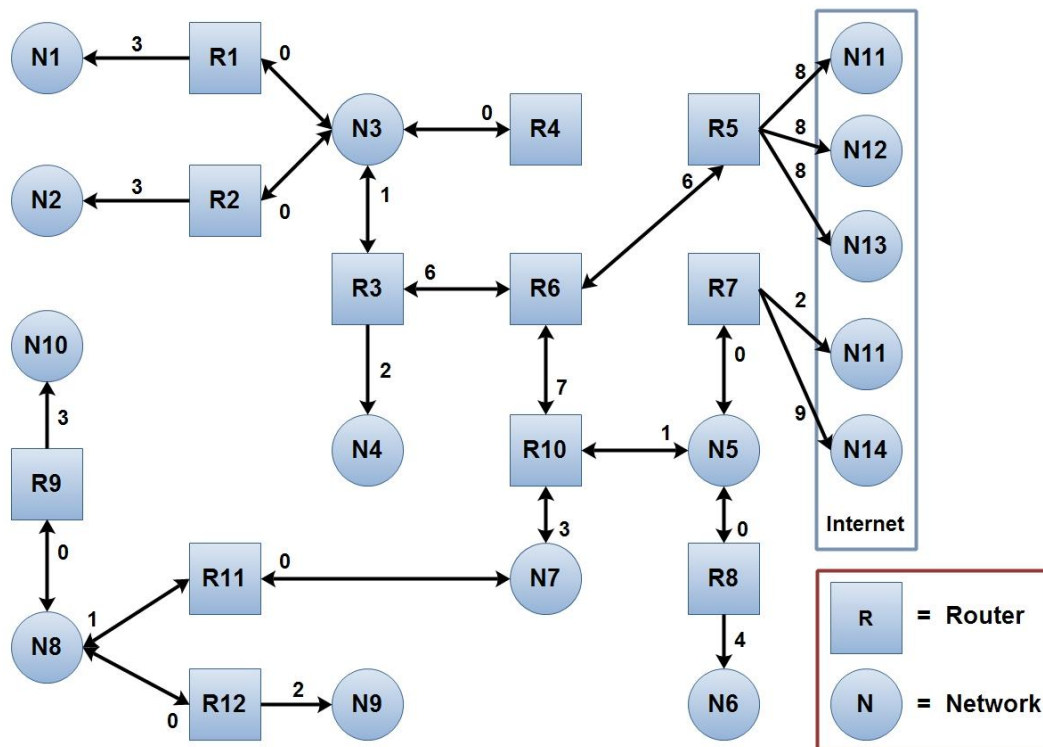 N1
3
R1
0
N3
0
R4
R5
8
N11
8
N12
8
N13
N2
3
R2
0
1
6
R3
6
R6
R7
2
N11
N10
2
7
0
9
N14
3
N4
R10
1
N5
Internet
R9
0
3
0
R11
0
N7
R8
R
= Router
N8
1
4
0
R12
2
N9
N6
N
= Network